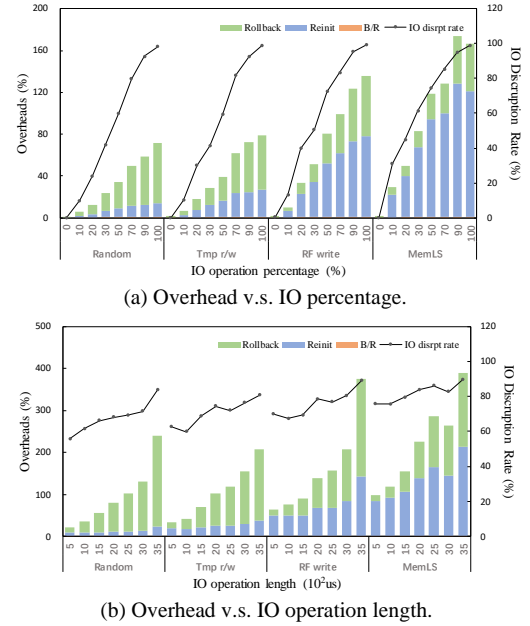 200
160
120
80
40
0
Overheads (%)
Rollback Reinit B/R IO disrpt rate
120
100
80
60
40
20
0
IO Disruption Rate (%)
0 10 20 30 50 70 90 100 0 10 20 30 50 70 90 100 0 10 20 30 50 70 90 100 0 10 20 30 50 70 90 100
Random Tmp r/w RF write MemLS
IO operation percentage (%)
(a) Overhead v.s. IO percentage.
500
400
300
200
100
0
Overheads (%)
Rollback Reinit B/R IO disrpt rate
120
100
80
60
40
20
0
IO Disruption Rate (%)
5 10 15 20 25 30 35 5 10 15 20 25 30 35 5 10 15 20 25 30 35 5 10 15 20 25 30 35
Random Tmp r/w RF write MemLS
IO operation length (10²us)
(b) Overhead v.s. IO operation length.